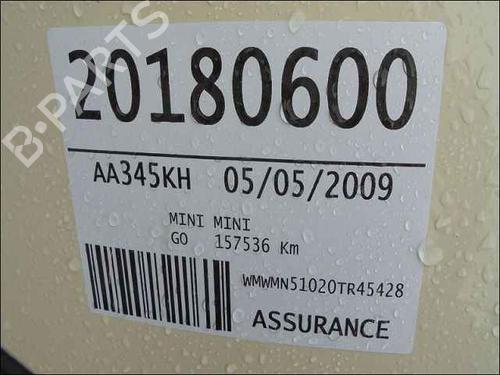 20180600
AA345KH 05/05/2009
MINI MINI
GO 157536 Km
WMWMN51020TR45428
ASSURANCE
B-PARTS